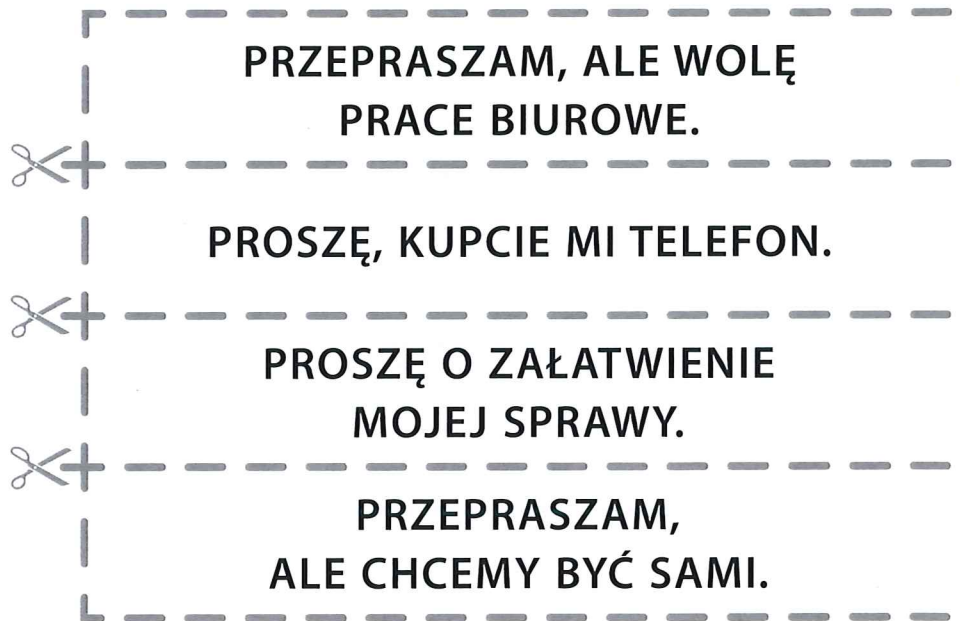 PRZEPRASZAM, ALE WOLĘ
PRACE BIUROWE.
PROSZĘ, KUPCIE MI TELEFON.
PROSZĘ O ZAŁATWIENIE
MOJEJ SPRAWY.
PRZEPRASZAM,
ALE CHCEMY BYĆ SAMI.